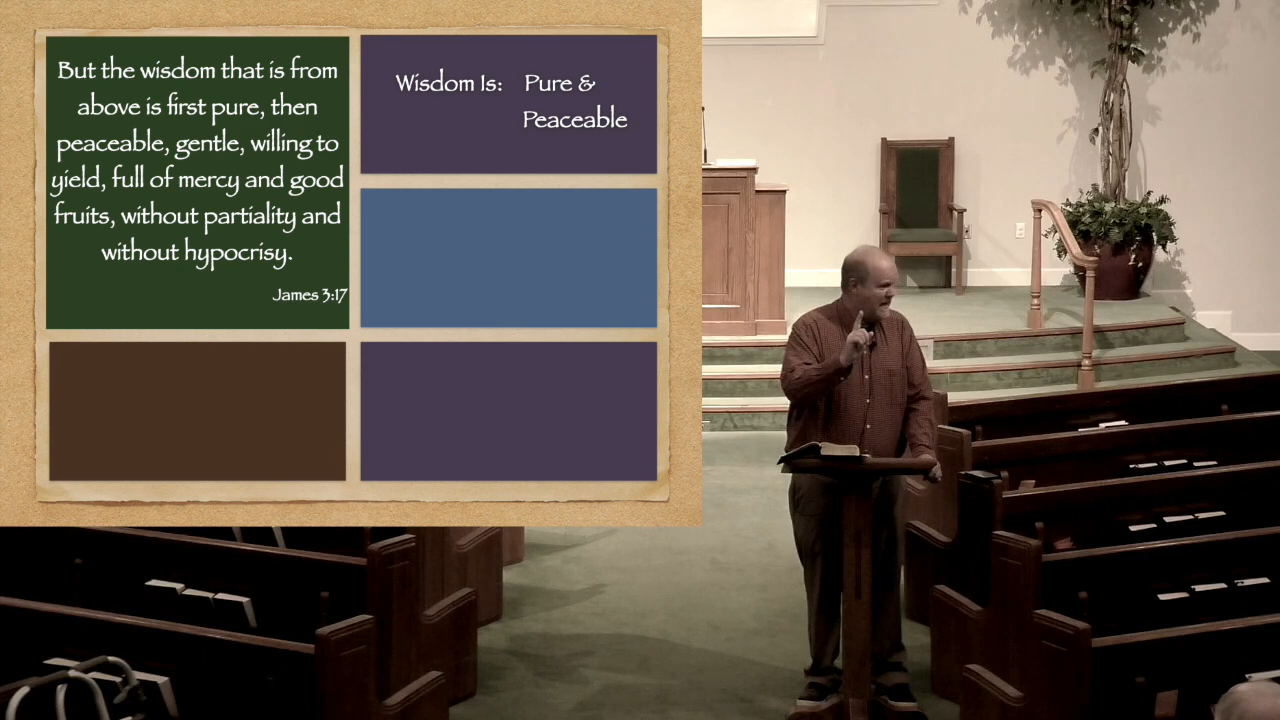 But the wisdom that is from
above is first pure, then
peaceable, gentle, willing to
yield, full of mercy and good
fruits, without partiality and
without hypocrisy.
James 3:17
Wisdom Is: Pure &
Peaceable